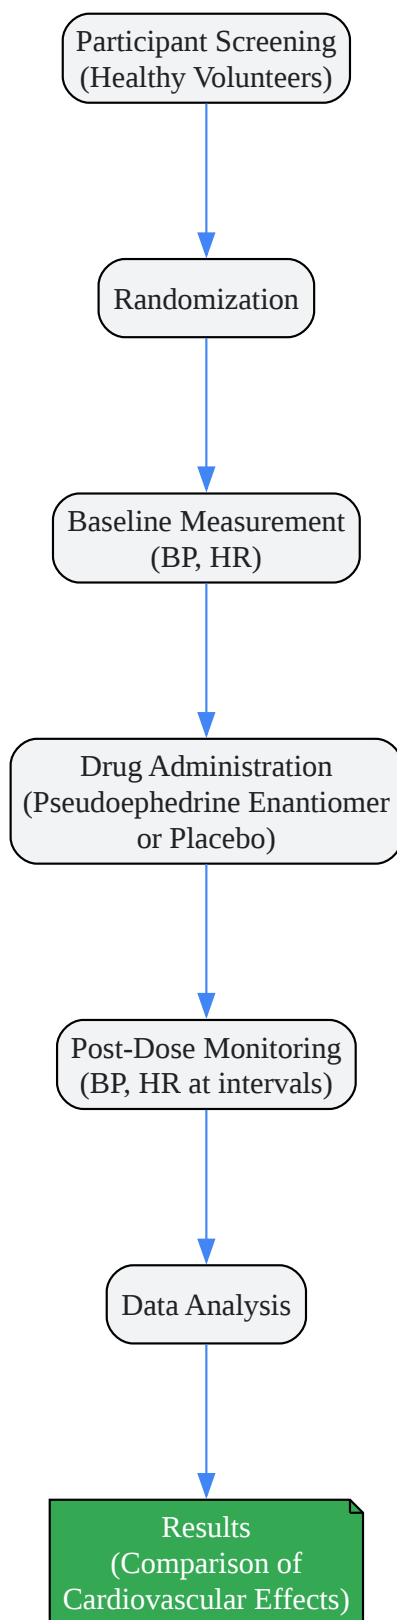 Participant Screening
(Healthy Volunteers)
Randomization
Baseline Measurement
(BP, HR)
Drug Administration
(Pseudoephedrine Enantiomer
or Placebo)
Post-Dose Monitoring
(BP, HR at intervals)
Data Analysis
Results
(Comparison of
Cardiovascular Effects)